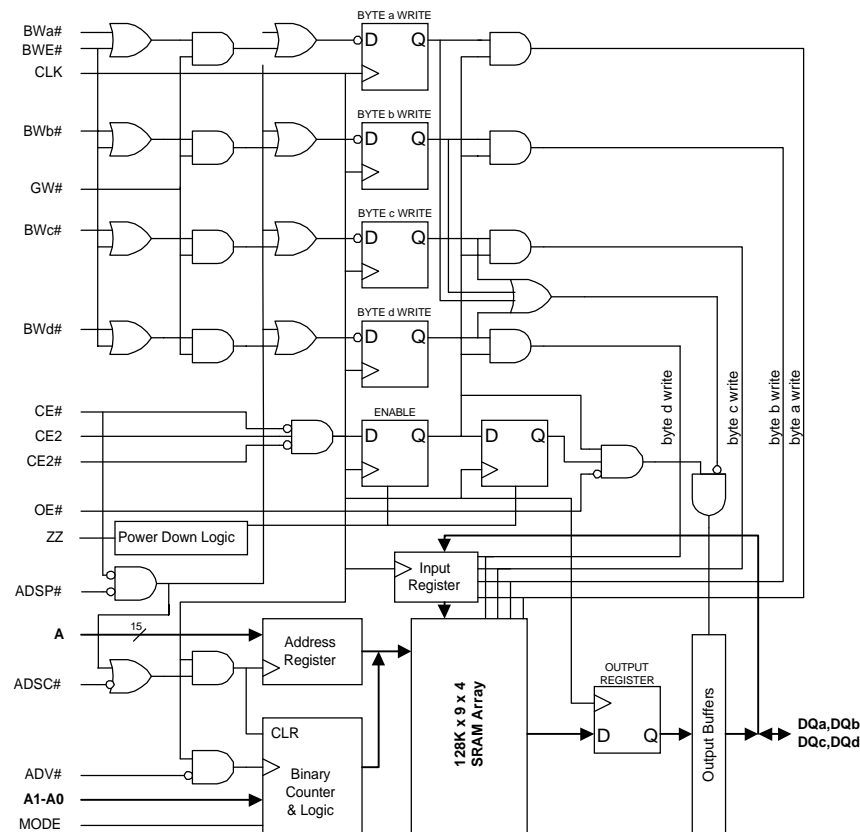 BYTE a WRITE
BWa#
BWE#
CLK
D Q
BYTE b WRITE
BWb#
D Q
GW#
BYTE c WRITE
BWc#
D Q
BYTE d WRITE
BWd#
D Q
byte d write
byte c write
byte b write
byte a write
CE#
CE2
CE2#
ENABLE
D Q
D Q
OE#
ZZ
Power Down Logic
Input
Register
ADSP#
A
15
Address
Register
ADSC#
OUTPUT
REGISTER
D Q
128K x 9 x 4
SRAM Array
Output Buffers
DQa,DQb
DQc,DQd
CLR
Binary
Counter
& Logic
ADV#
A1-A0
MODE